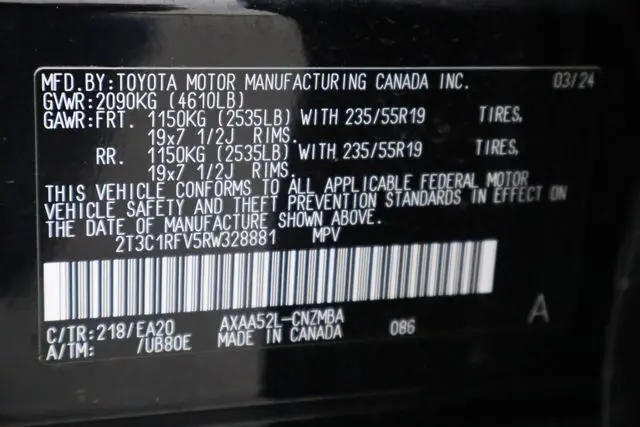 MFD.BY:TOYOTA MOTOR MANUFACTURING CANADA INC. 03/24
GVWR:2090KG (4610LB)
GAWR:FRT. 1150KG (2535LB) WITH 235/55R19 TIRES,
19x7 1/2J RIMS.
RR. 1150KG (2535LB) WITH 235/55R19 TIRES,
19x7 1/2J RIMS.
THIS VEHICLE CONFORMS TO ALL APPLICABLE FEDERAL MOTOR
VEHICLE SAFETY AND THEFT PREVENTION STANDARDS IN EFFECT ON
THE DATE OF MANUFACTURE SHOWN ABOVE.
2T3C1RFV5RW328881 MPV
C/TR:218/EA20 AXAA52L-CNZMBA 086 A
A/TM: /UB80E MADE IN CANADA